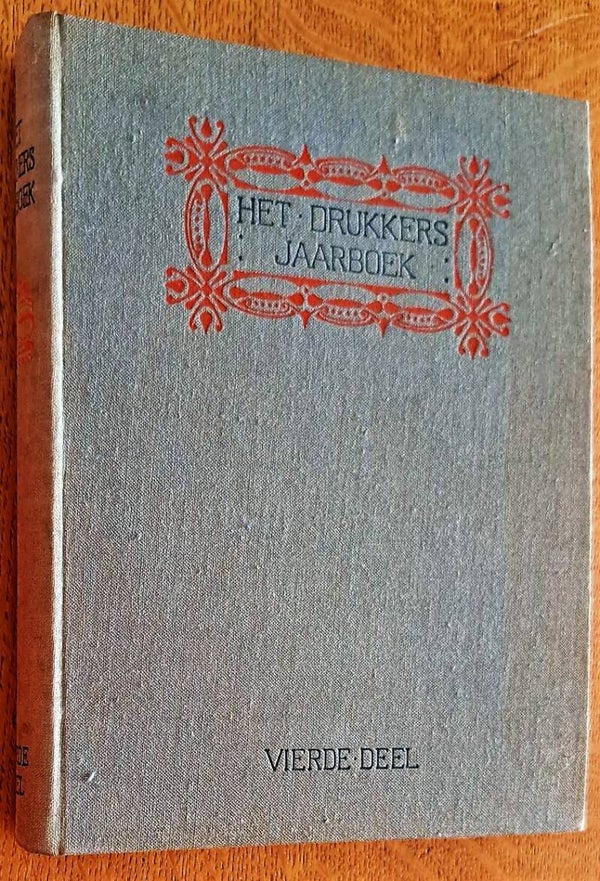 HET · DRUKKERS
: JAARBOEK :
VIERDE · DEEL